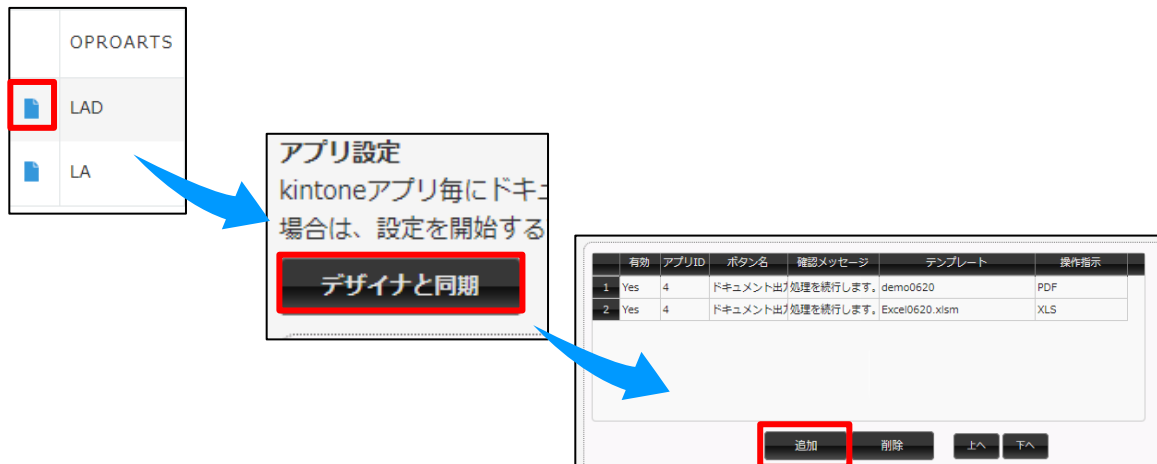 OPROARTS
LAD
LA
アプリ設定
kintoneアプリ毎にドキュ
場合は、設定を開始する
デザイナと同期
有効 アプリID ボタン名 確認メッセージ テンプレート 操作指示
1 Yes 4 ドキュメント出力 処理を続行します。 demo0620 PDF
2 Yes 4 ドキュメント出力 処理を続行します。 Excel0620.xlsm XLS
追加 削除 上へ 下へ